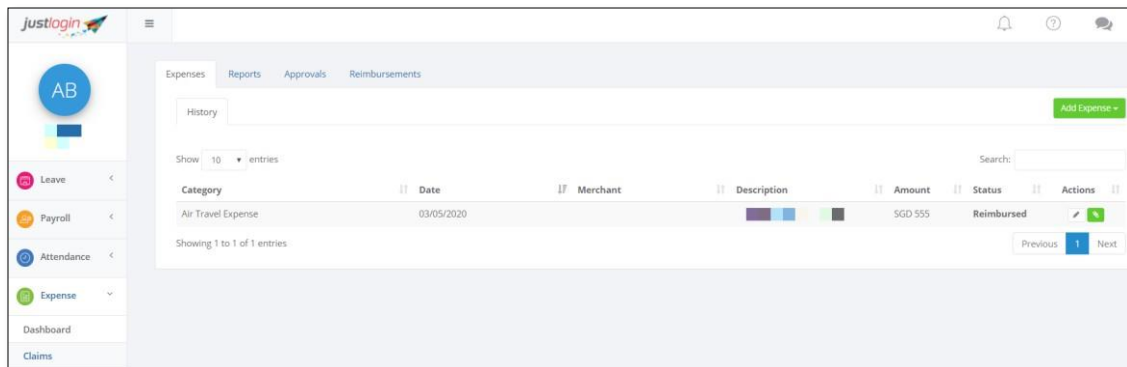 justlogin
AB
Leave
Payroll
Attendance
Expense
Dashboard
Claims
Expenses Reports Approvals Reimbursements
History Add Expense
Show 10 entries Search:
Category Date Merchant Description Amount Status Actions
Air Travel Expense 03/05/2020 SGD 555 Reimbursed
Showing 1 to 1 of 1 entries Previous 1 Next